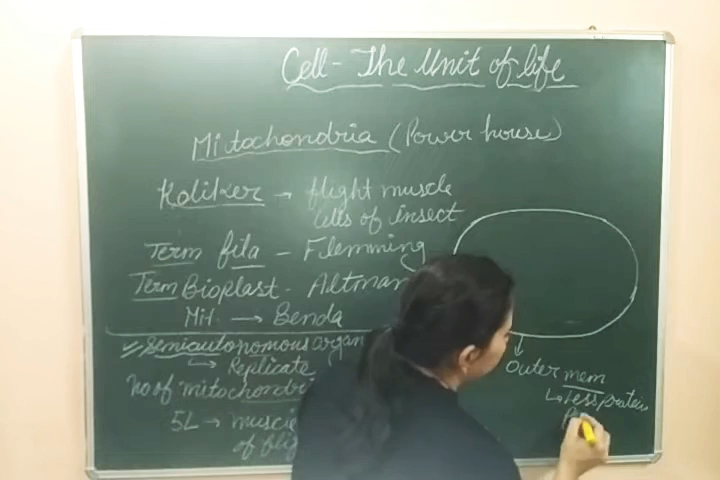 Cell - The Unit of life
Mitochondria (Power house)
Koliker → flight muscle
cells of insect
Term fila - Flemming
Term Bioplast - Altman
Mit. → Benda
Semiautonomous organ
↳ Replicate
no of mitochondri
5L → muscle
of flig
Outer mem
↳ Less protein